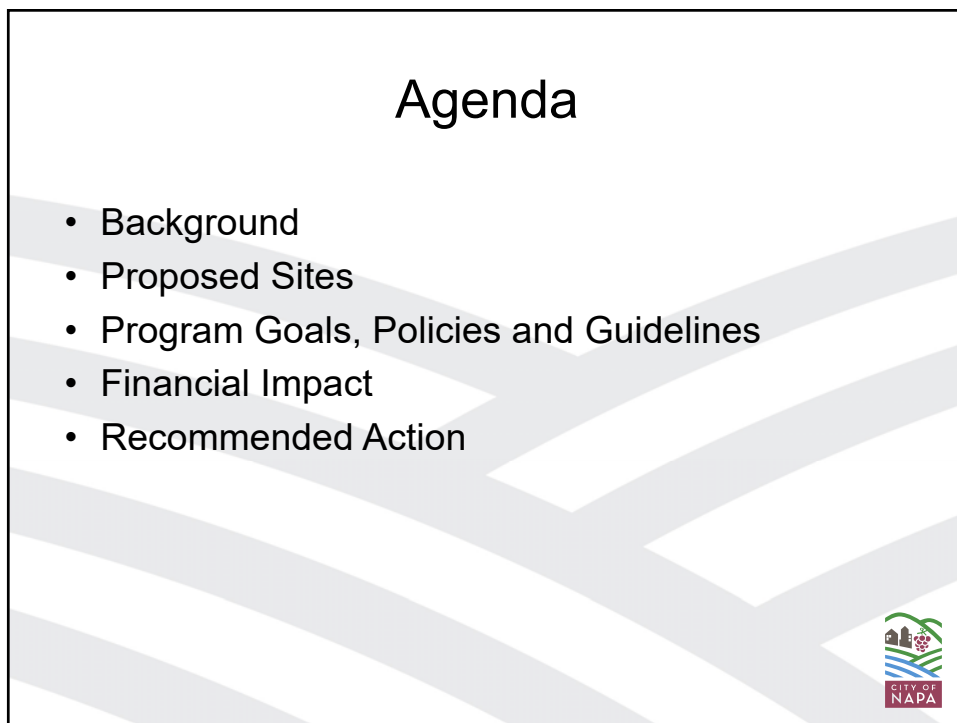 Agenda
• Background
• Proposed Sites
• Program Goals, Policies and Guidelines
• Financial Impact
• Recommended Action
CITY OF
NAPA